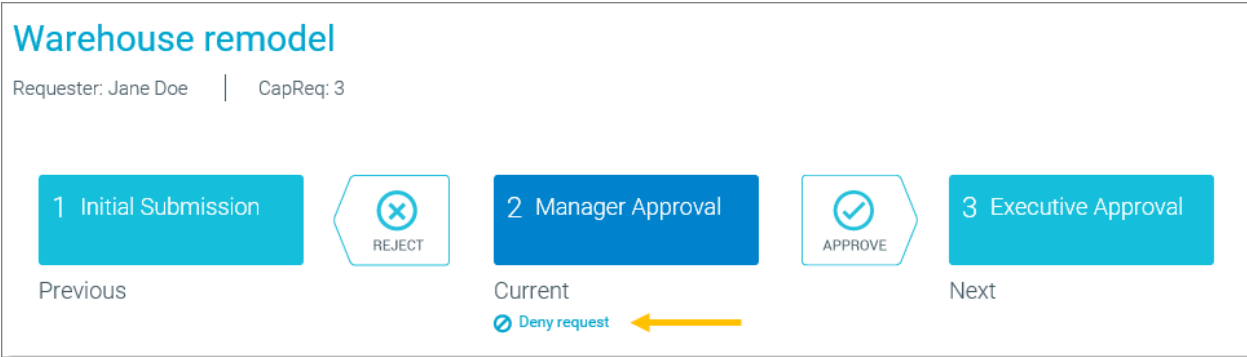 Warehouse remodel
Requester: Jane Doe | CapReq: 3
1 Initial Submission
REJECT
2 Manager Approval
APPROVE
3 Executive Approval
Previous
Current
Next
Deny request